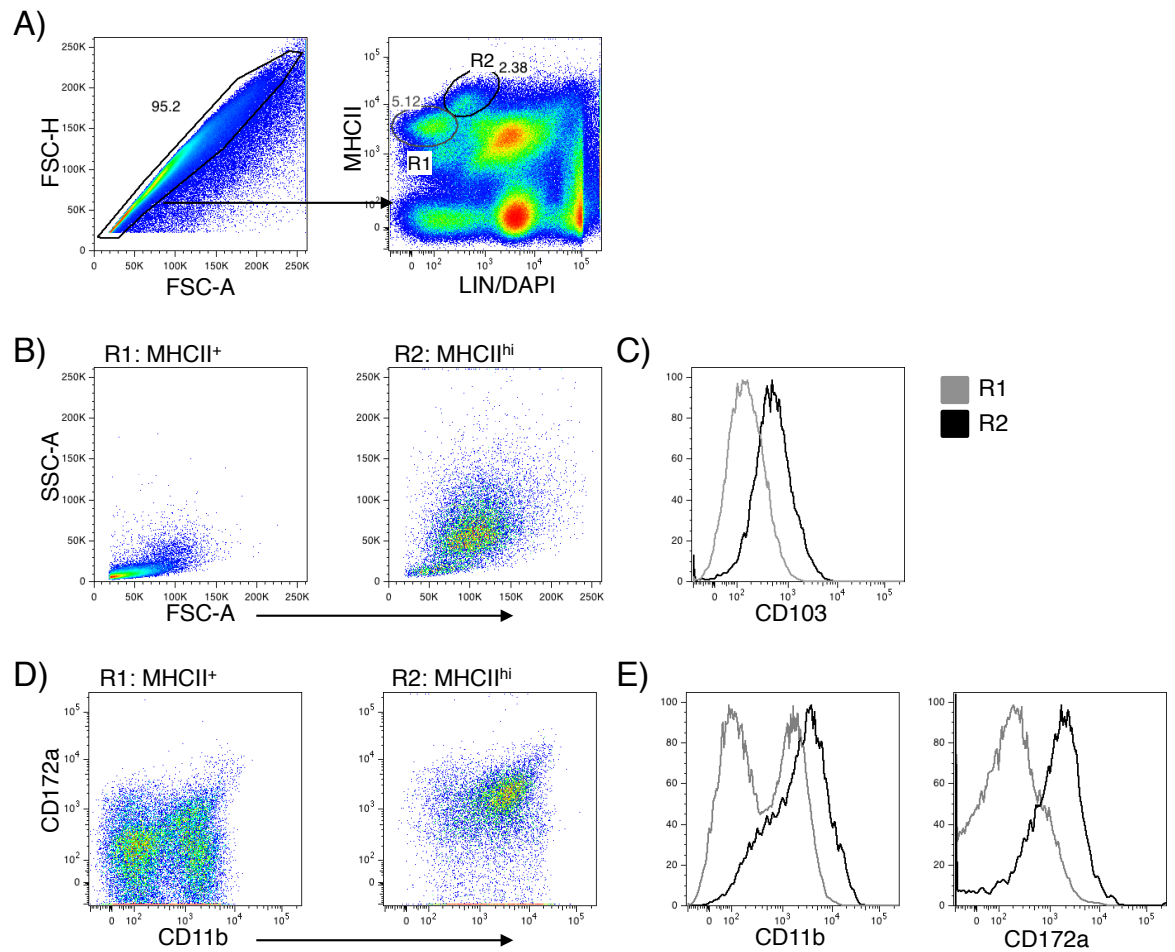 A)
250K
200K
150K
100K
50K
0
FSC-H
95.2
0 50K 100K 150K 200K 250K
FSC-A
10⁵
10⁴
10³
10²
0
MHCII
R2
2.38
5.12
R1
0 10² 10³ 10⁴ 10⁵
LIN/DAPI
B)
R1: MHCII⁺
250K
200K
150K
100K
50K
0
SSC-A
0 50K 100K 150K 200K 250K
FSC-A
R2: MHCIIʰⁱ
250K
200K
150K
100K
50K
0
0 50K 100K 150K 200K 250K
C)
100
80
60
40
20
0
0 10² 10³ 10⁴ 10⁵
CD103
R1
R2
D)
R1: MHCII⁺
10⁵
10⁴
10³
10²
0
CD172a
0 10² 10³ 10⁴ 10⁵
CD11b
R2: MHCIIʰⁱ
10⁵
10⁴
10³
10²
0
0 10² 10³ 10⁴ 10⁵
E)
100
80
60
40
20
0
0 10² 10³ 10⁴ 10⁵
CD11b
100
80
60
40
20
0
0 10² 10³ 10⁴ 10⁵
CD172a